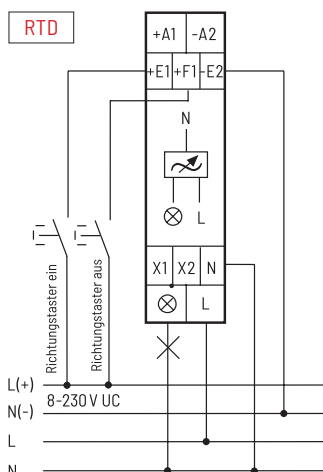 RTD
+A1 -A2
+E1 +F1 -E2
N
L
X1 X2 N
L
Richtungstaster ein
Richtungstaster aus
L(+)
8-230 V UC
N(-)
L
N